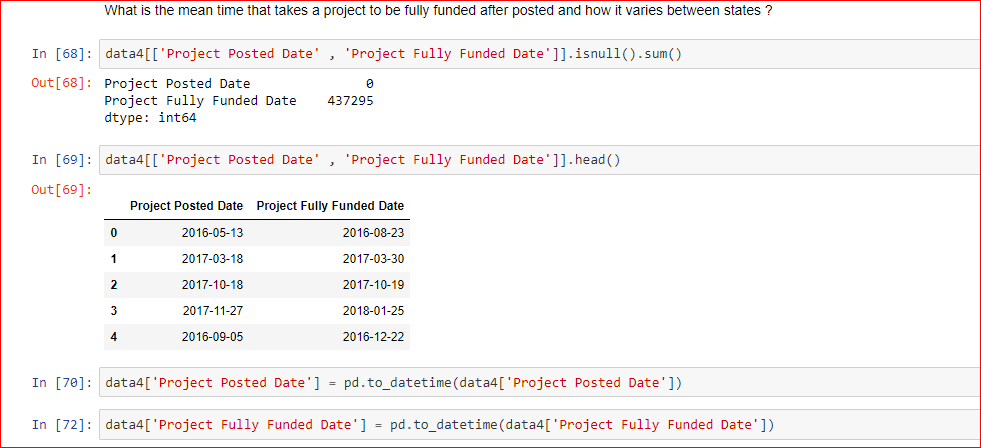 What is the mean time that takes a project to be fully funded after posted and how it varies between states ?
In [68]: data4[['Project Posted Date' , 'Project Fully Funded Date']].isnull().sum()
Out[68]: Project Posted Date 0
Project Fully Funded Date 437295
dtype: int64
In [69]: data4[['Project Posted Date' , 'Project Fully Funded Date']].head()
Out[69]:
Project Posted Date Project Fully Funded Date
0 2016-05-13 2016-08-23
1 2017-03-18 2017-03-30
2 2017-10-18 2017-10-19
3 2017-11-27 2018-01-25
4 2016-09-05 2016-12-22
In [70]: data4['Project Posted Date'] = pd.to_datetime(data4['Project Posted Date'])
In [72]: data4['Project Fully Funded Date'] = pd.to_datetime(data4['Project Fully Funded Date'])